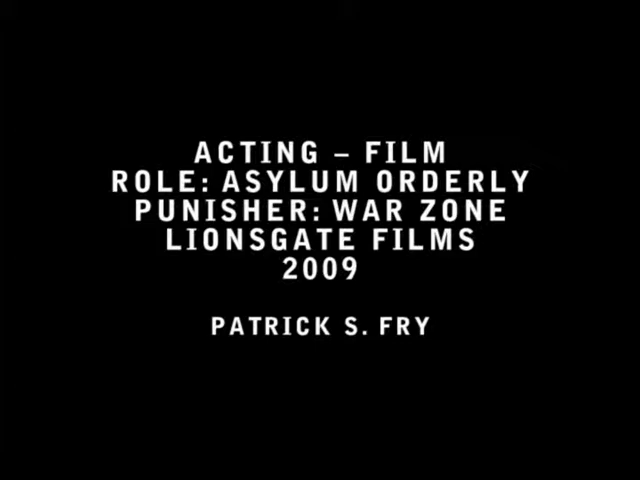 ACTING – FILM
ROLE: ASYLUM ORDERLY
PUNISHER: WAR ZONE
LIONSGATE FILMS
2009
PATRICK S. FRY